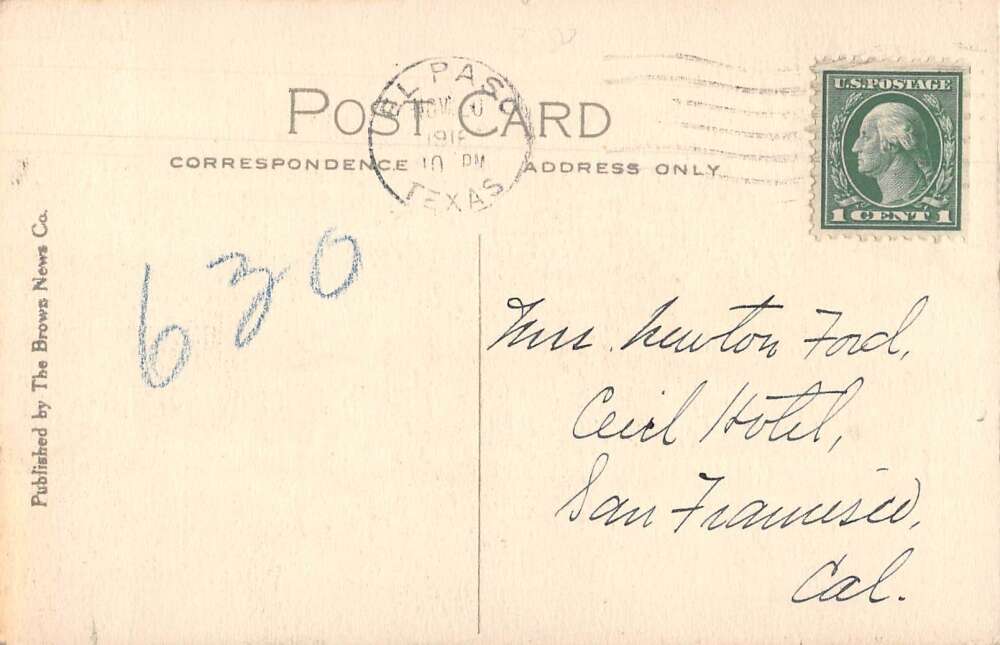 POST CARD
CORRESPONDENCE
ADDRESS ONLY
EL PASO
10 PM
TEXAS
U.S.POSTAGE
1 CENT 1
Published by The Brown News Co.
620
Mrs. Newton Ford,
Cecil Hotel,
San Francisco,
Cal.